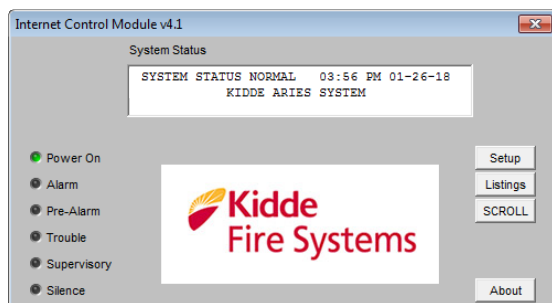 Internet Control Module v4.1
System Status
SYSTEM STATUS NORMAL 03:56 PM 01-26-18
KIDDE ARIES SYSTEM
Power On
Alarm
Pre-Alarm
Trouble
Supervisory
Silence
Kidde
Fire Systems
Setup
Listings
SCROLL
About